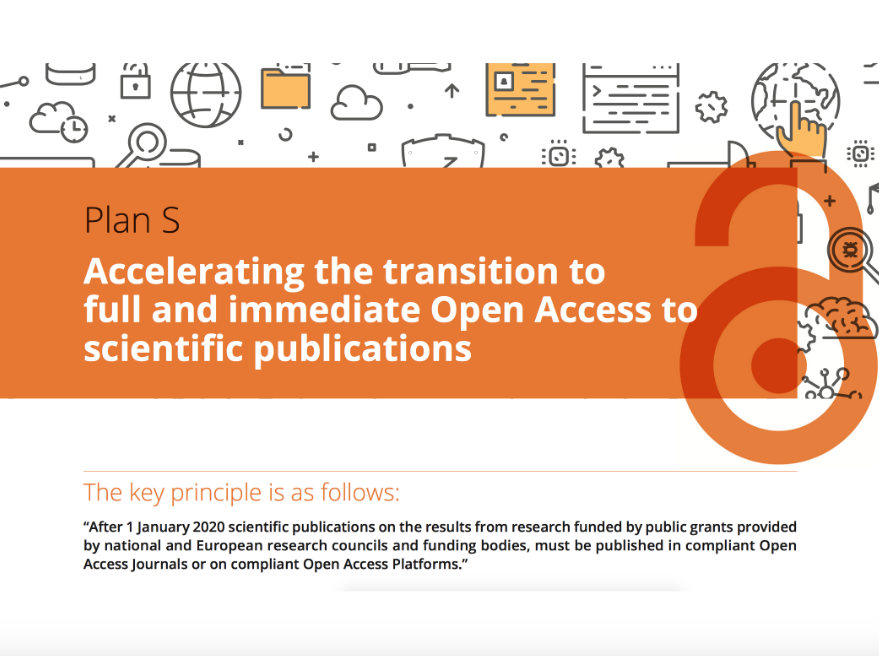 Plan S
Accelerating the transition to
full and immediate Open Access to
scientific publications
The key principle is as follows:
“After 1 January 2020 scientific publications on the results from research funded by public grants provided
by national and European research councils and funding bodies, must be published in compliant Open
Access Journals or on compliant Open Access Platforms.”